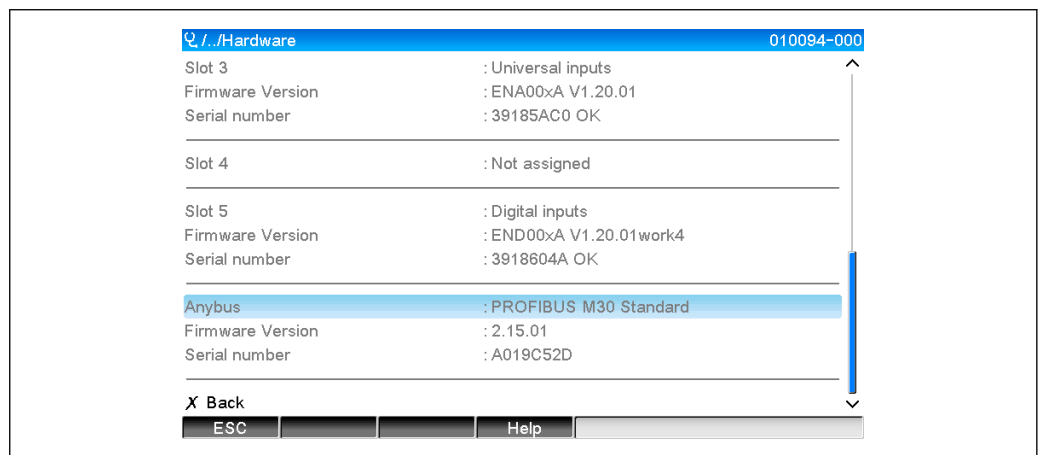 /../Hardware 010094-000
Slot 3 : Universal inputs
Firmware Version : ENA00xA V1.20.01
Serial number : 39185AC0 OK
Slot 4 : Not assigned
Slot 5 : Digital inputs
Firmware Version : END00xA V1.20.01work4
Serial number : 3918604A OK
Anybus : PROFIBUS M30 Standard
Firmware Version : 2.15.01
Serial number : A019C52D
X Back
ESC Help